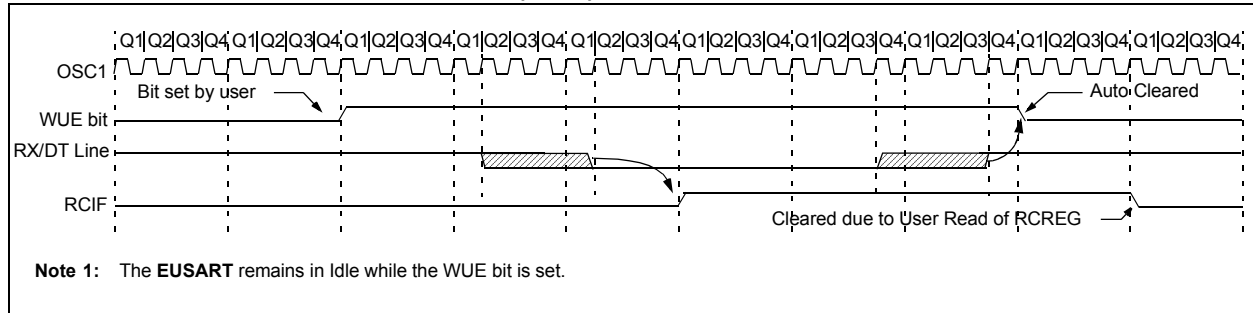 Q1 Q2 Q3 Q4 Q1 Q2 Q3 Q4 Q1 Q2 Q3 Q4 Q1 Q2 Q3 Q4 Q1 Q2 Q3 Q4 Q1 Q2 Q3 Q4 Q1 Q2 Q3 Q4 Q1 Q2 Q3 Q4 Q1 Q2 Q3 Q4 Q1 Q2 Q3 Q4
OSC1
Bit set by user
Auto Cleared
WUE bit
RX/DT Line
RCIF
Cleared due to User Read of RCREG
Note 1: The EUSART remains in Idle while the WUE bit is set.